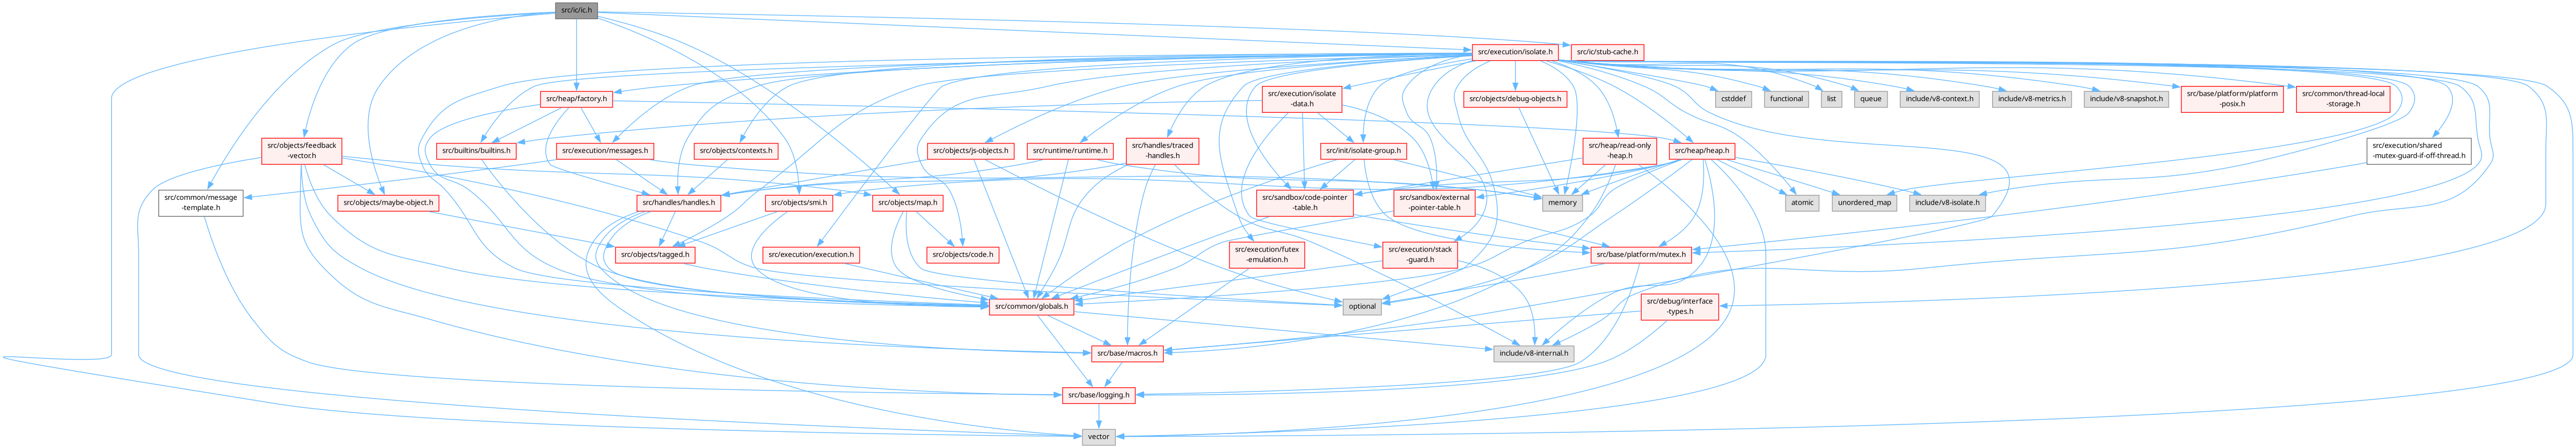 src/ic/ic.h
src/execution/isolate.h
src/ic/stub-cache.h
src/heap/factory.h
src/execution/isolate
-data.h
src/objects/debug-objects.h
cstddef
functional
list
queue
include/v8-context.h
include/v8-metrics.h
include/v8-snapshot.h
src/base/platform/platform
-posix.h
src/common/thread-local
-storage.h
src/objects/feedback
-vector.h
src/builtins/builtins.h
src/execution/messages.h
src/objects/contexts.h
src/objects/js-objects.h
src/runtime/runtime.h
src/handles/traced
-handles.h
src/init/isolate-group.h
src/heap/read-only
-heap.h
src/heap/heap.h
src/execution/shared
-mutex-guard-if-off-thread.h
src/common/message
-template.h
src/objects/maybe-object.h
src/handles/handles.h
src/objects/smi.h
src/objects/map.h
src/sandbox/code-pointer
-table.h
src/sandbox/external
-pointer-table.h
memory
atomic
unordered_map
include/v8-isolate.h
src/objects/tagged.h
src/execution/execution.h
src/objects/code.h
src/execution/futex
-emulation.h
src/execution/stack
-guard.h
src/base/platform/mutex.h
src/common/globals.h
optional
src/debug/interface
-types.h
src/base/macros.h
include/v8-internal.h
src/base/logging.h
vector